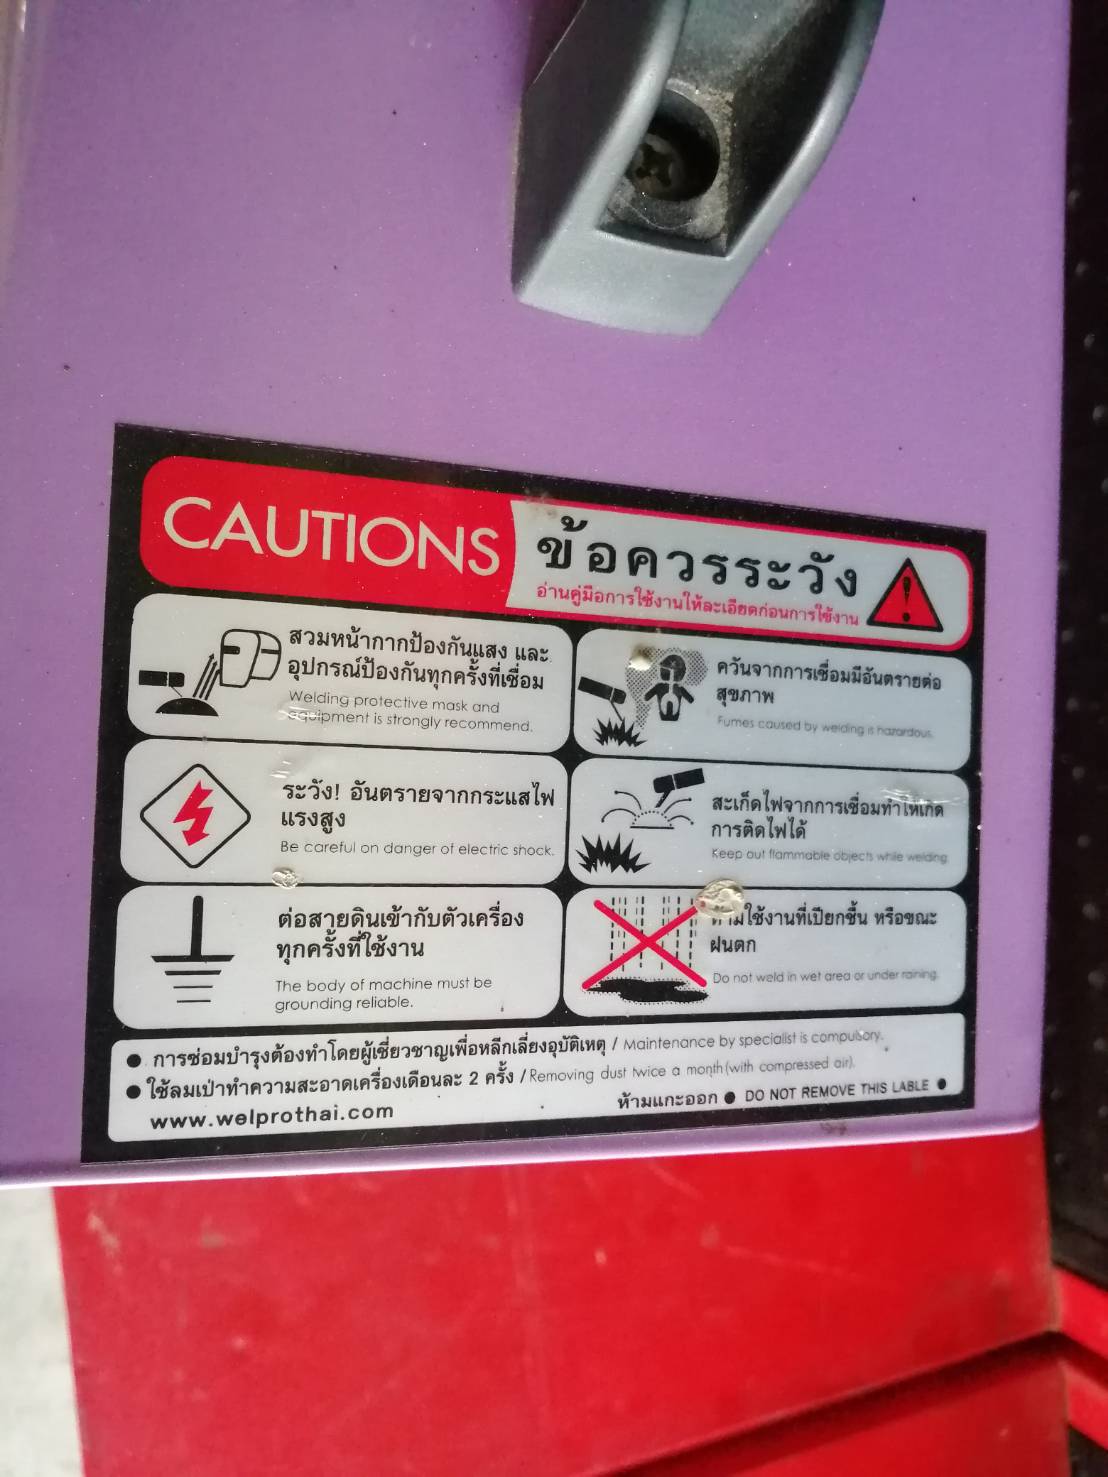 CAUTIONS
ข้อควรระวัง
อ่านคู่มือการใช้งานให้ละเอียดก่อนการใช้งาน
สวมหน้ากากป้องกันแสง และ
อุปกรณ์ป้องกันทุกครั้งที่เชื่อม
Welding protective mask and
equipment is strongly recommend.
ควันจากการเชื่อมมีอันตรายต่อ
สุขภาพ
Fumes caused by welding is hazardous.
ระวัง! อันตรายจากกระแสไฟ
แรงสูง
Be careful on danger of electric shock.
สะเก็ดไฟจากการเชื่อมทำให้เกิด
การติดไฟได้
Keep out flammable objects while welding
ต่อสายดินเข้ากับตัวเครื่อง
ทุกครั้งที่ใช้งาน
The body of machine must be
grounding reliable.
ห้ามใช้งานที่เปียกชื้น หรือขณะ
ฝนตก
Do not weld in wet area or under raining.
● การซ่อมบำรุงต้องทำโดยผู้เชี่ยวชาญเพื่อหลีกเลี่ยงอุบัติเหตุ / Maintenance by specialist is compulsory.
● ใช้ลมเป่าทำความสะอาดเครื่องเดือนละ 2 ครั้ง / Removing dust twice a month (with compressed air).
www.welprothai.com
ห้ามแกะออก ● DO NOT REMOVE THIS LABLE ●